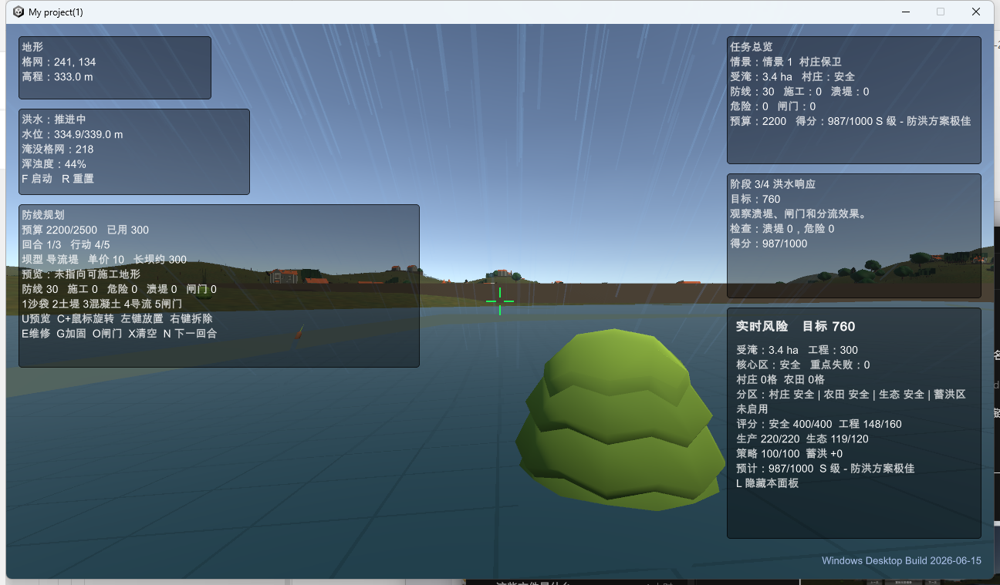 My project(1)
地形
格网：241, 134
高程：333.0 m
洪水：推进中
水位：334.9/339.0 m
淹没格网：218
浑浊度：44%
F 启动 R 重置
防线规划
预算 2200/2500 已用 300
回合 1/3 行动 4/5
坝型 导流堤 单价 10 长坝约 300
预览：未指向可施工地形
防线 30 施工 0 危险 0 溃堤 0 闸门 0
1沙袋 2土堤 3混凝土 4导流 5闸门
U预览 C+鼠标旋转 左键放置 右键拆除
E维修 G加固 O闸门 X清空 N 下一回合
任务总览
情景：情景 1 村庄保卫
受淹：3.4 ha 村庄：安全
防线：30 施工：0 溃堤：0
危险：0 闸门：0
预算：2200 得分：987/1000 S 级 - 防洪方案极佳
阶段 3/4 洪水响应
目标：760
观察溃堤、闸门和分流效果。
检查：溃堤 0，危险 0
得分：987/1000
实时风险 目标 760
受淹：3.4 ha 工程：300
核心区：安全 重点失败：0
村庄 0格 农田 0格
分区：村庄 安全 | 农田 安全 | 生态 安全 | 蓄洪区
未启用
评分：安全 400/400 工程 148/160
生产 220/220 生态 119/120
策略 100/100 蓄洪 +0
预计：987/1000 S 级 - 防洪方案极佳
L 隐藏本面板
Windows Desktop Build 2026-06-15